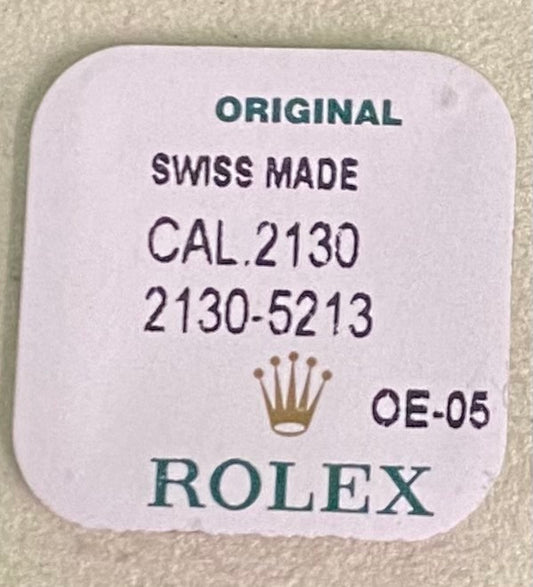 ORIGINAL
SWISS MADE
CAL.2130
2130-5213
OE-05
ROLEX